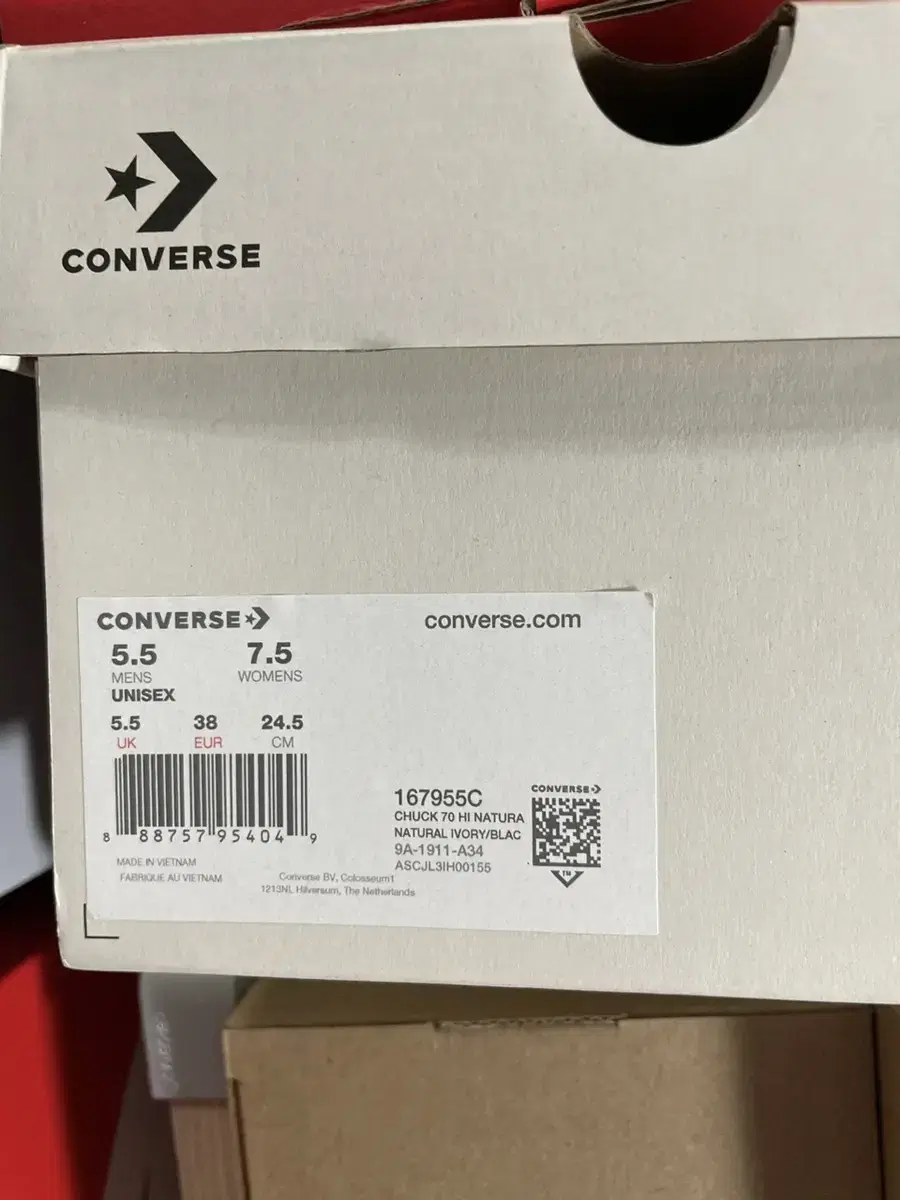 CONVERSE
CONVERSE converse.com
5.5 7.5
MENS WOMENS
UNISEX
5.5 38 24.5
UK EUR CM
8 88757 95404 9
MADE IN VIETNAM
FABRIQUE AU VIETNAM
Converse BV, Colosseum1
1213NL Hilversum, The Netherlands
167955C
CHUCK 70 HI NATURA
NATURAL IVORY/BLAC
9A-1911-A34
ASCJL3IH00155
CONVERSE
TM